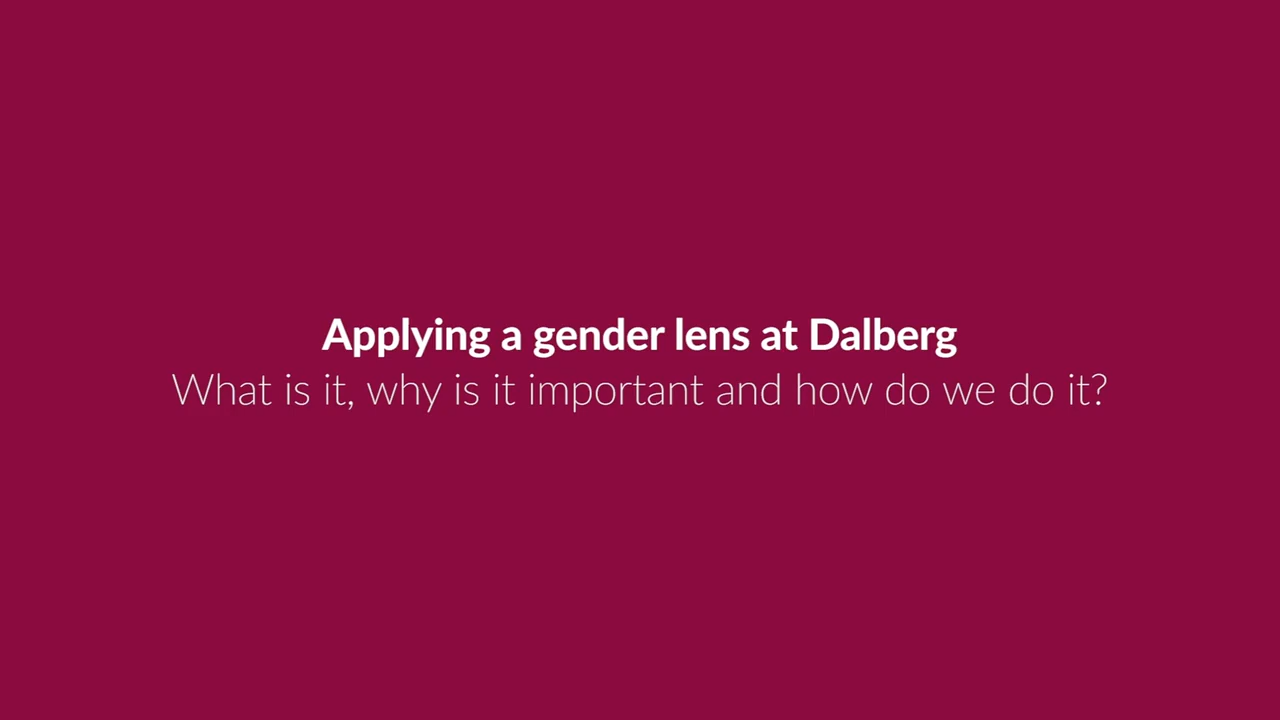 Applying a gender lens at Dalberg
What is it, why is it important and how do we do it?